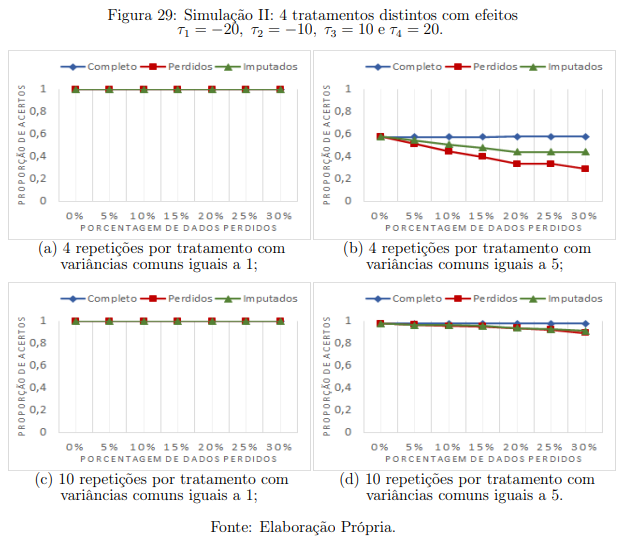 Figura 29: Simulação II: 4 tratamentos distintos com efeitos
τ₁ = −20, τ₂ = −10, τ₃ = 10 e τ₄ = 20.
Completo Perdidos Imputados
PROPORÇÃO DE ACERTOS
1
0,8
0,6
0,4
0,2
0
0% 5% 10% 15% 20% 25% 30%
PORCENTAGEM DE DADOS PERDIDOS
(a) 4 repetições por tratamento com
variâncias comuns iguais a 1;
Completo Perdidos Imputados
PROPORÇÃO DE ACERTOS
1
0,8
0,6
0,4
0,2
0
0% 5% 10% 15% 20% 25% 30%
PORCENTAGEM DE DADOS PERDIDOS
(b) 4 repetições por tratamento com
variâncias comuns iguais a 5;
Completo Perdidos Imputados
PROPORÇÃO DE ACERTOS
1
0,8
0,6
0,4
0,2
0
0% 5% 10% 15% 20% 25% 30%
PORCENTAGEM DE DADOS PERDIDOS
(c) 10 repetições por tratamento com
variâncias comuns iguais a 1;
Completo Perdidos Imputados
PROPORÇÃO DE ACERTOS
1
0,8
0,6
0,4
0,2
0
0% 5% 10% 15% 20% 25% 30%
PORCENTAGEM DE DADOS PERDIDOS
(d) 10 repetições por tratamento com
variâncias comuns iguais a 5.
Fonte: Elaboração Própria.